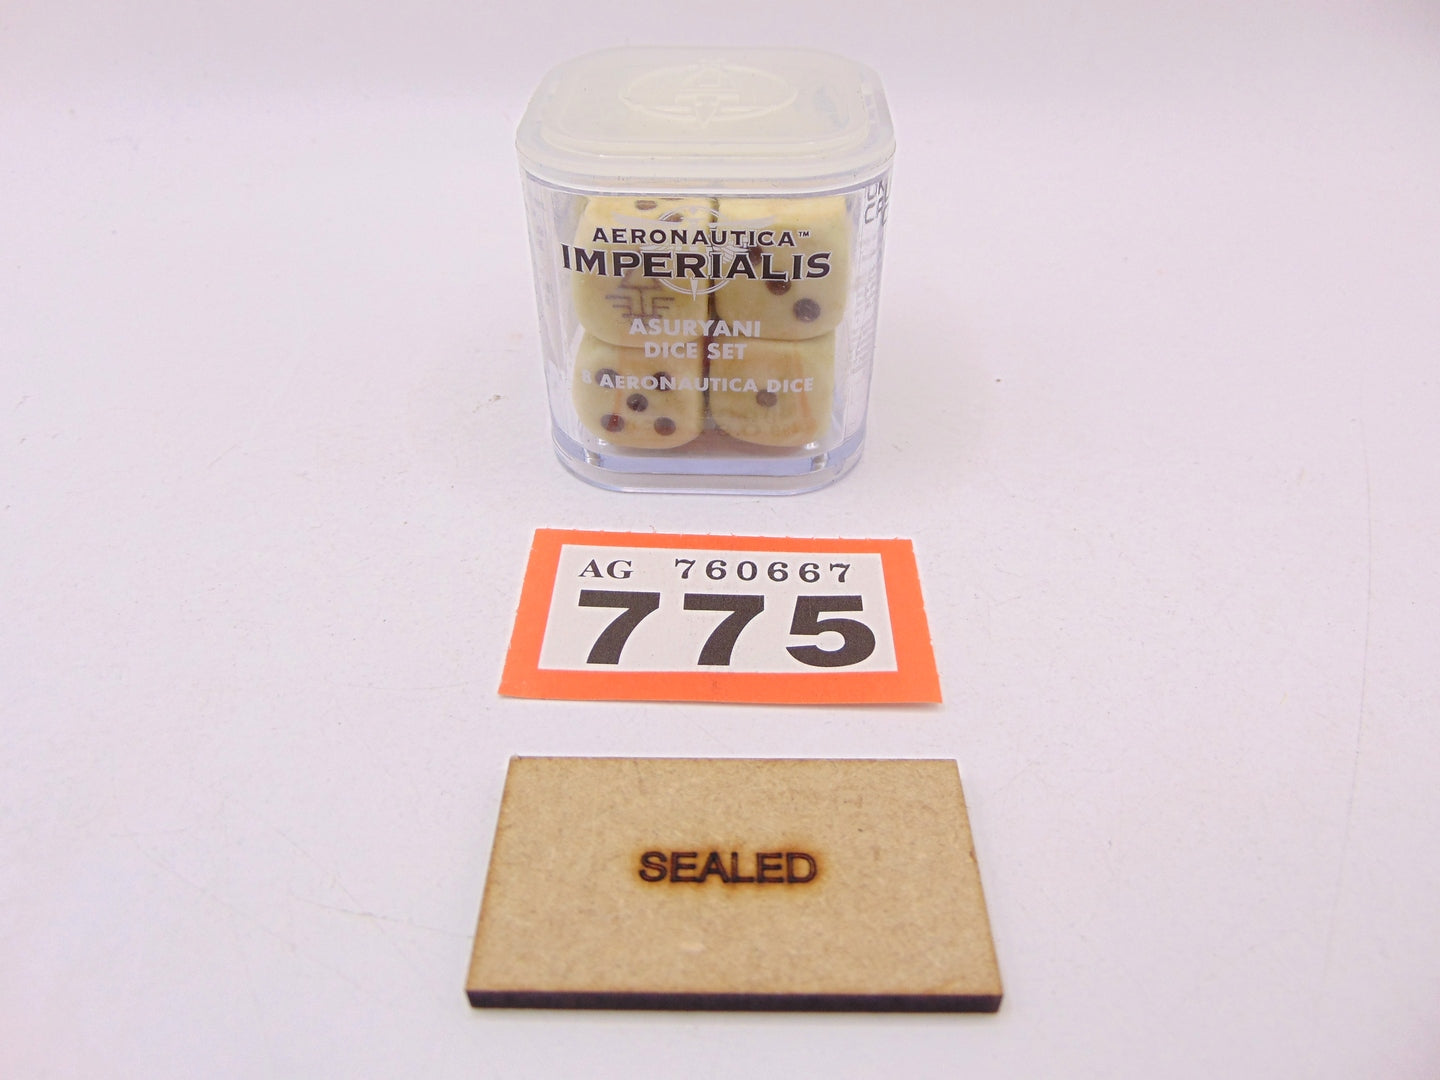 AERONAUTICA™
IMPERIALIS
ASURYANI
DICE SET
8 AERONAUTICA DICE
AG 760667
775
SEALED